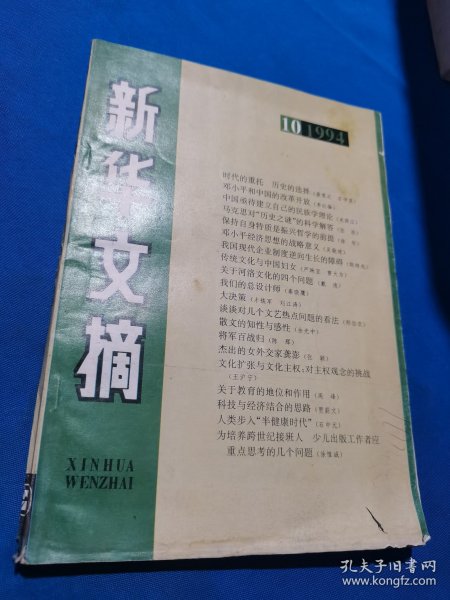 新华文摘
XINHUA
WENZHAI
10 1994
时代的重托 历史的选择
邓小平和中国的改革开放
中国亟待建立自己的民族学理论
马克思对“历史之谜”的科学解答
保持自身特质是振兴哲学的前提
邓小平经济思想的战略意义
我国现代企业制度逆向生长的障碍
传统文化与中国妇女
关于河洛文化的四个问题
我们的总设计师
大决策
谈谈对几个文艺热点问题的看法
散文的知性与感性(余光中)
将军百战归
杰出的女外交家龚澎
文化扩张与文化主权:对主权观念的挑战
(王沪宁)
关于教育的地位和作用
科技与经济结合的思路
人类步入“半健康时代”
为培养跨世纪接班人 少儿出版工作者应
重点思考的几个问题
孔夫子旧书网
www.kongfz.com